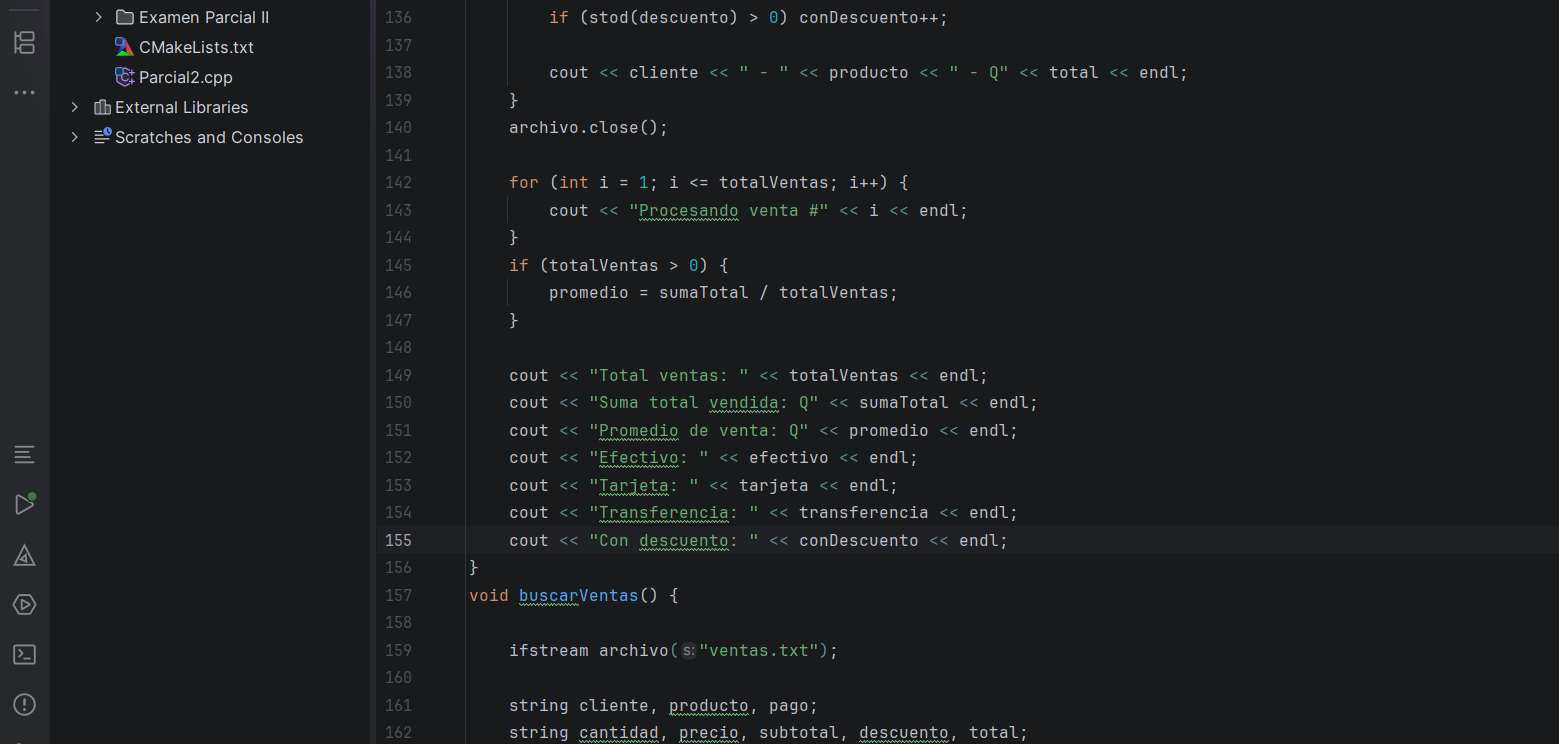 Examen Parcial II
CMakeLists.txt
Parcial2.cpp
External Libraries
Scratches and Consoles
136 if (stod(descuento) > 0) conDescuento++;
137
138 cout << cliente << " - " << producto << " - Q" << total << endl;
139 }
140 archivo.close();
141
142 for (int i = 1; i <= totalVentas; i++) {
143 cout << "Procesando venta #" << i << endl;
144 }
145 if (totalVentas > 0) {
146 promedio = sumaTotal / totalVentas;
147 }
148
149 cout << "Total ventas: " << totalVentas << endl;
150 cout << "Suma total vendida: Q" << sumaTotal << endl;
151 cout << "Promedio de venta: Q" << promedio << endl;
152 cout << "Efectivo: " << efectivo << endl;
153 cout << "Tarjeta: " << tarjeta << endl;
154 cout << "Transferencia: " << transferencia << endl;
155 cout << "Con descuento: " << conDescuento << endl;
156 }
157 void buscarVentas() {
158
159 ifstream archivo(s:"ventas.txt");
160
161 string cliente, producto, pago;
162 string cantidad, precio, subtotal, descuento, total;